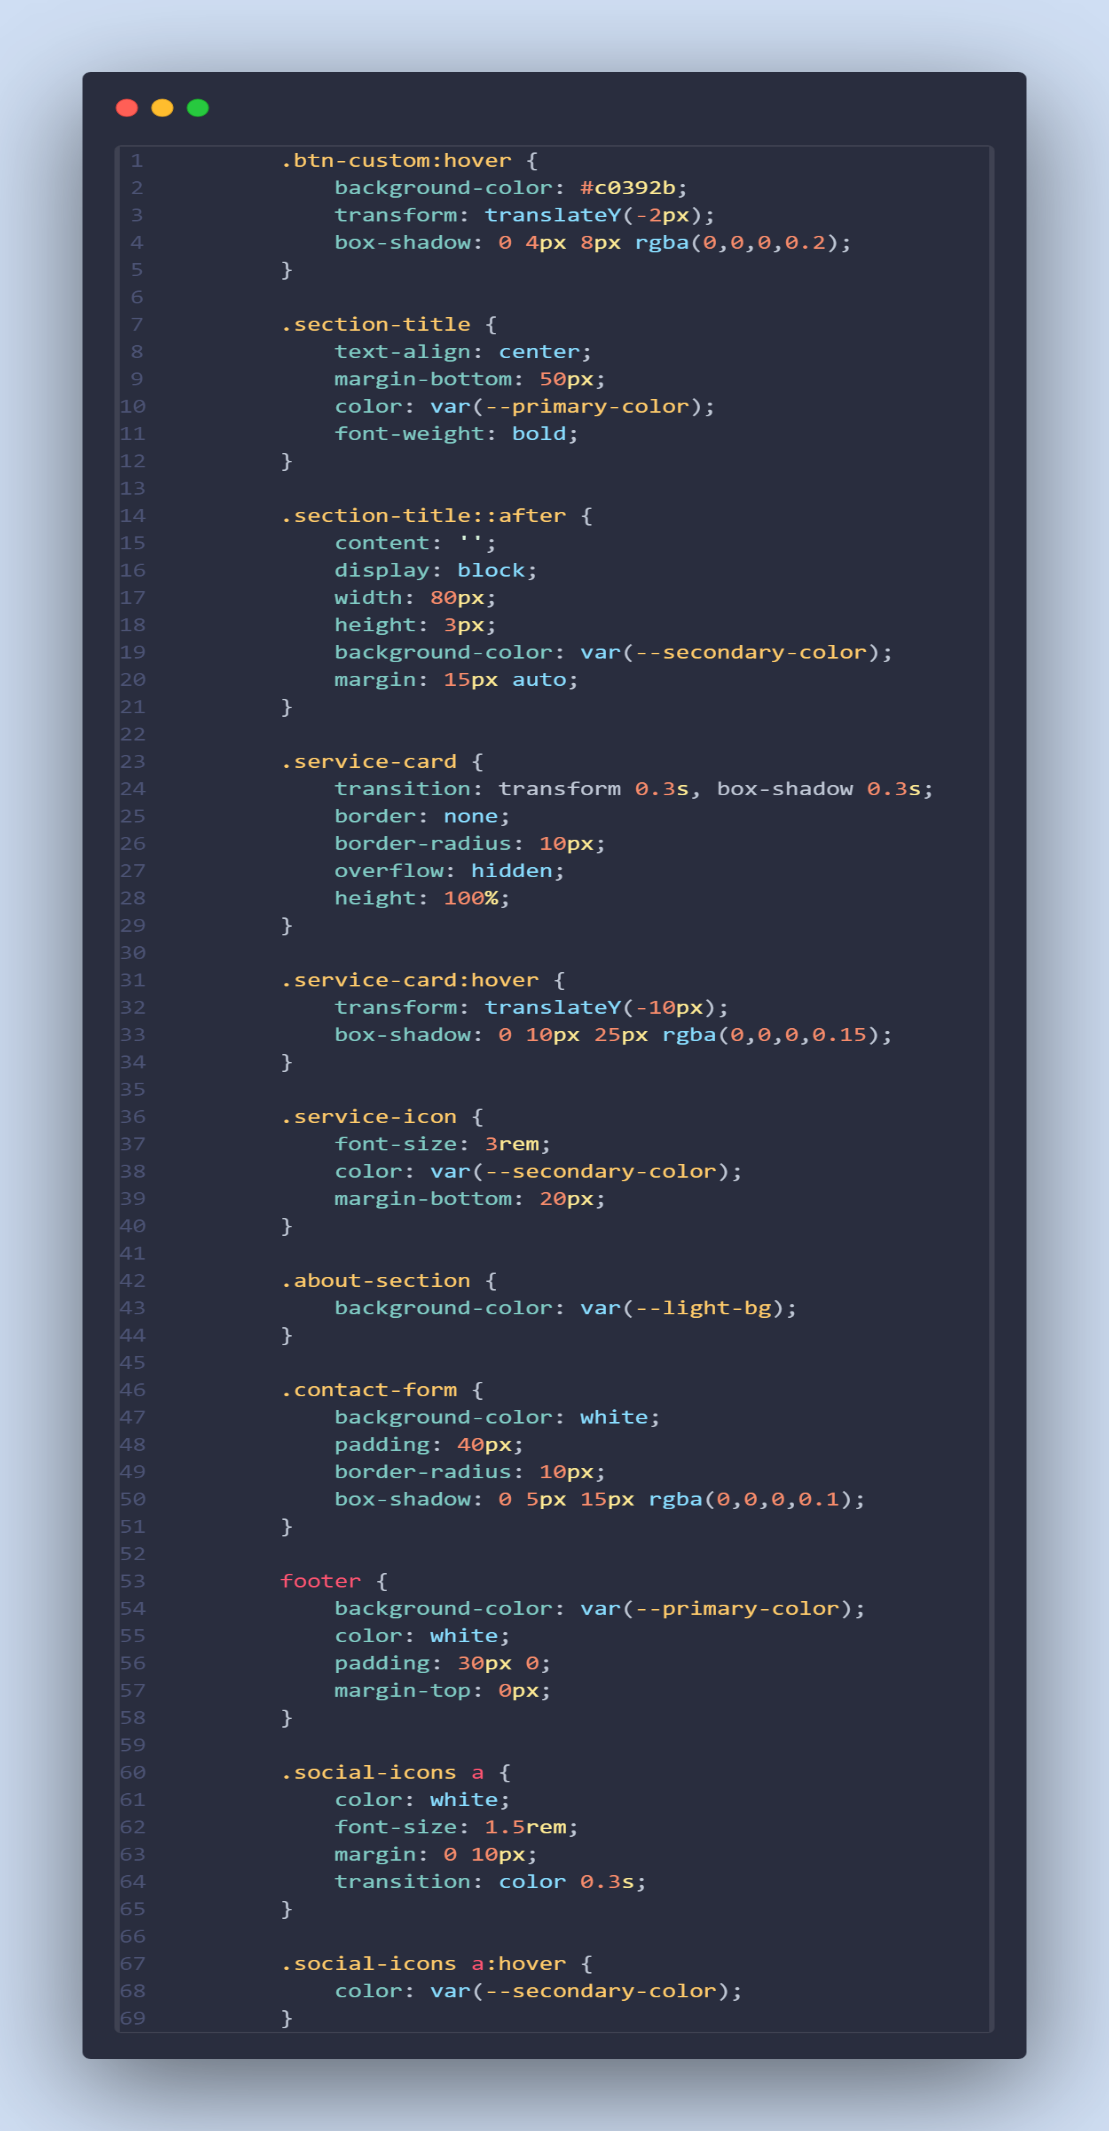 1 .btn-custom:hover {
2 background-color: #c0392b;
3 transform: translateY(-2px);
4 box-shadow: 0 4px 8px rgba(0,0,0,0.2);
5 }
6
7 .section-title {
8 text-align: center;
9 margin-bottom: 50px;
10 color: var(--primary-color);
11 font-weight: bold;
12 }
13
14 .section-title::after {
15 content: '';
16 display: block;
17 width: 80px;
18 height: 3px;
19 background-color: var(--secondary-color);
20 margin: 15px auto;
21 }
22
23 .service-card {
24 transition: transform 0.3s, box-shadow 0.3s;
25 border: none;
26 border-radius: 10px;
27 overflow: hidden;
28 height: 100%;
29 }
30
31 .service-card:hover {
32 transform: translateY(-10px);
33 box-shadow: 0 10px 25px rgba(0,0,0,0.15);
34 }
35
36 .service-icon {
37 font-size: 3rem;
38 color: var(--secondary-color);
39 margin-bottom: 20px;
40 }
41
42 .about-section {
43 background-color: var(--light-bg);
44 }
45
46 .contact-form {
47 background-color: white;
48 padding: 40px;
49 border-radius: 10px;
50 box-shadow: 0 5px 15px rgba(0,0,0,0.1);
51 }
52
53 footer {
54 background-color: var(--primary-color);
55 color: white;
56 padding: 30px 0;
57 margin-top: 0px;
58 }
59
60 .social-icons a {
61 color: white;
62 font-size: 1.5rem;
63 margin: 0 10px;
64 transition: color 0.3s;
65 }
66
67 .social-icons a:hover {
68 color: var(--secondary-color);
69 }